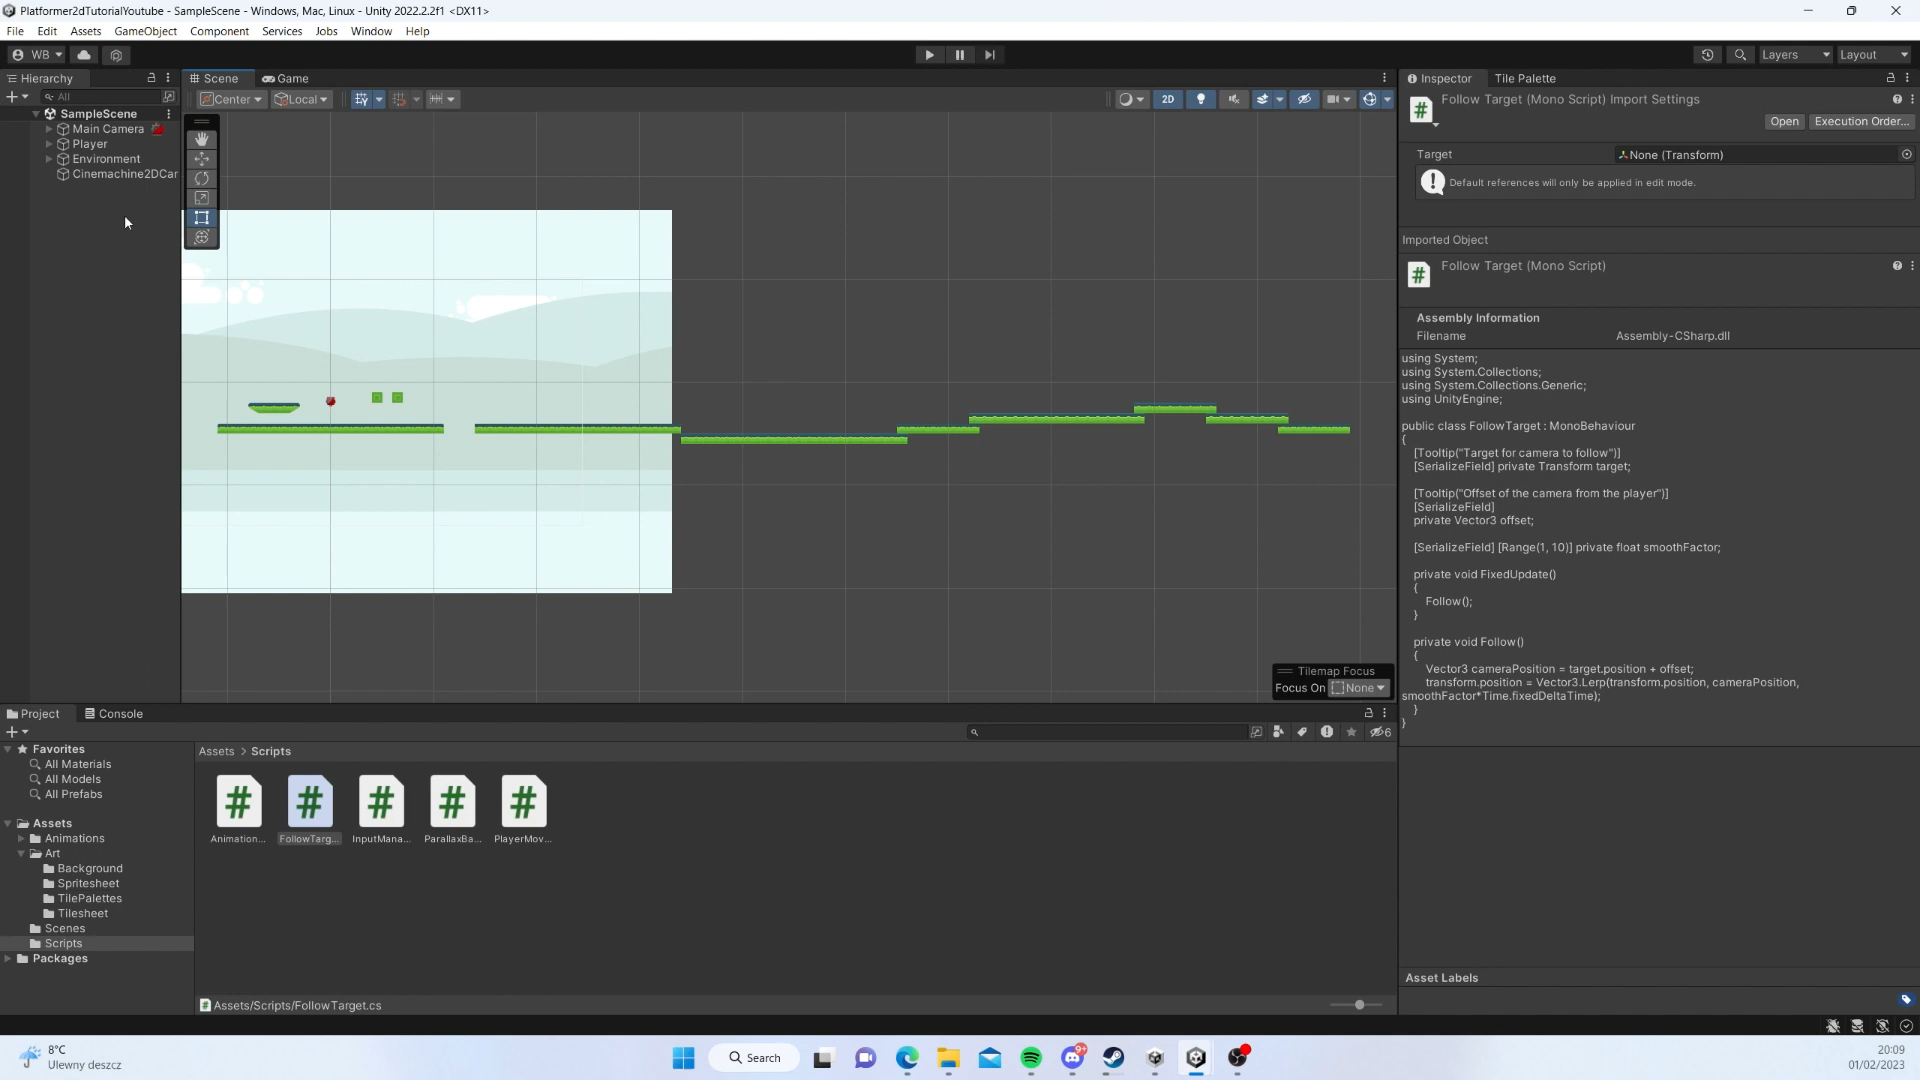 Platformer2dTutorialYoutube - SampleScene - Windows, Mac, Linux - Unity 2022.2.2f1 <DX11>
File Edit Assets GameObject Component Services Jobs Window Help
WB Layers Layout
Hierarchy
All
SampleScene
Main Camera
Player
Environment
Cinemachine2DCar
Scene Game
Center Local 2D
Tilemap Focus
Focus On None
Inspector Tile Palette
Follow Target (Mono Script) Import Settings
Open Execution Order...
Target None (Transform)
Default references will only be applied in edit mode.
Imported Object
Follow Target (Mono Script)
Assembly Information
Filename Assembly-CSharp.dll
using System;
using System.Collections;
using System.Collections.Generic;
using UnityEngine;
public class FollowTarget : MonoBehaviour
{
[Tooltip("Target for camera to follow")]
[SerializeField] private Transform target;
[Tooltip("Offset of the camera from the player")]
[SerializeField]
private Vector3 offset;
[SerializeField] [Range(1, 10)] private float smoothFactor;
private void FixedUpdate()
{
Follow();
}
private void Follow()
{
Vector3 cameraPosition = target.position + offset;
transform.position = Vector3.Lerp(transform.position, cameraPosition,
smoothFactor*Time.fixedDeltaTime);
}
}
Asset Labels
Project Console
6
Favorites
All Materials
All Models
All Prefabs
Assets
Animations
Art
Background
Spritesheet
TilePalettes
Tilesheet
Scenes
Scripts
Packages
Assets > Scripts
Animation... FollowTarg... InputMana... ParallaxBa... PlayerMov...
Assets/Scripts/FollowTarget.cs
8°C
Ulewny deszcz
Search
9+
20:09
01/02/2023